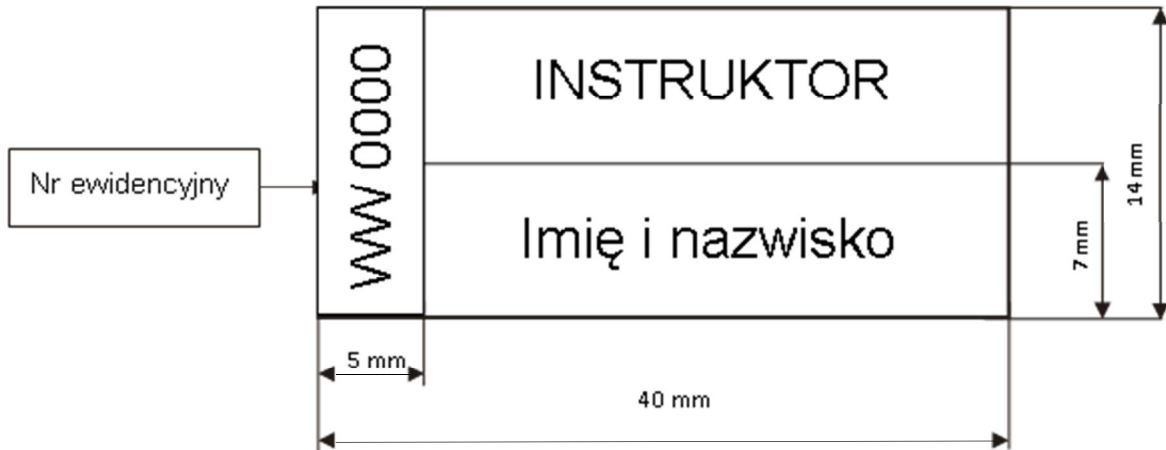 INSTRUKTOR
WW 0000
Nr ewidencyjny
Imię i nazwisko
14 mm
7 mm
5 mm
40 mm